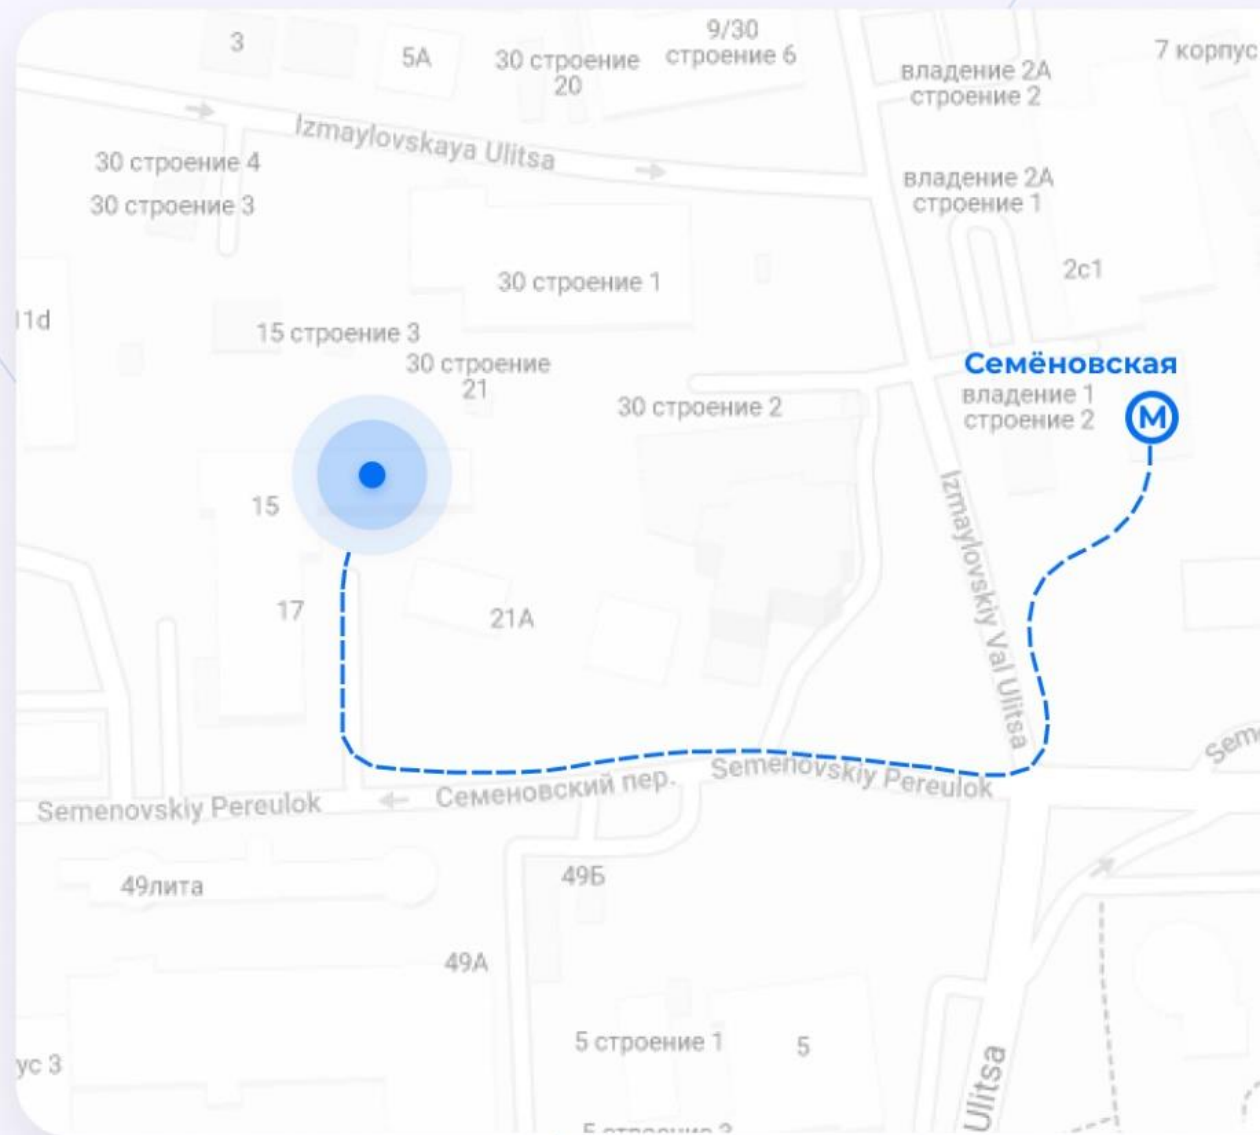 3
5А
30 строение
20
9/30
строение 6
владение 2А
строение 2
7 корпус
Izmaylovskaya Ulitsa
30 строение 4
30 строение 3
владение 2А
строение 1
30 строение 1
2с1
11d
15 строение 3
30 строение
21
30 строение 2
Семёновская
владение 1
строение 2
М
15
Izmaylovskiy Val Ulitsa
17
21А
Semenovskiy Pereulok
Семеновский пер.
Semenovskiy Pereulok
49лита
49Б
49А
5 строение 1
5
ус 3
Ulitsa